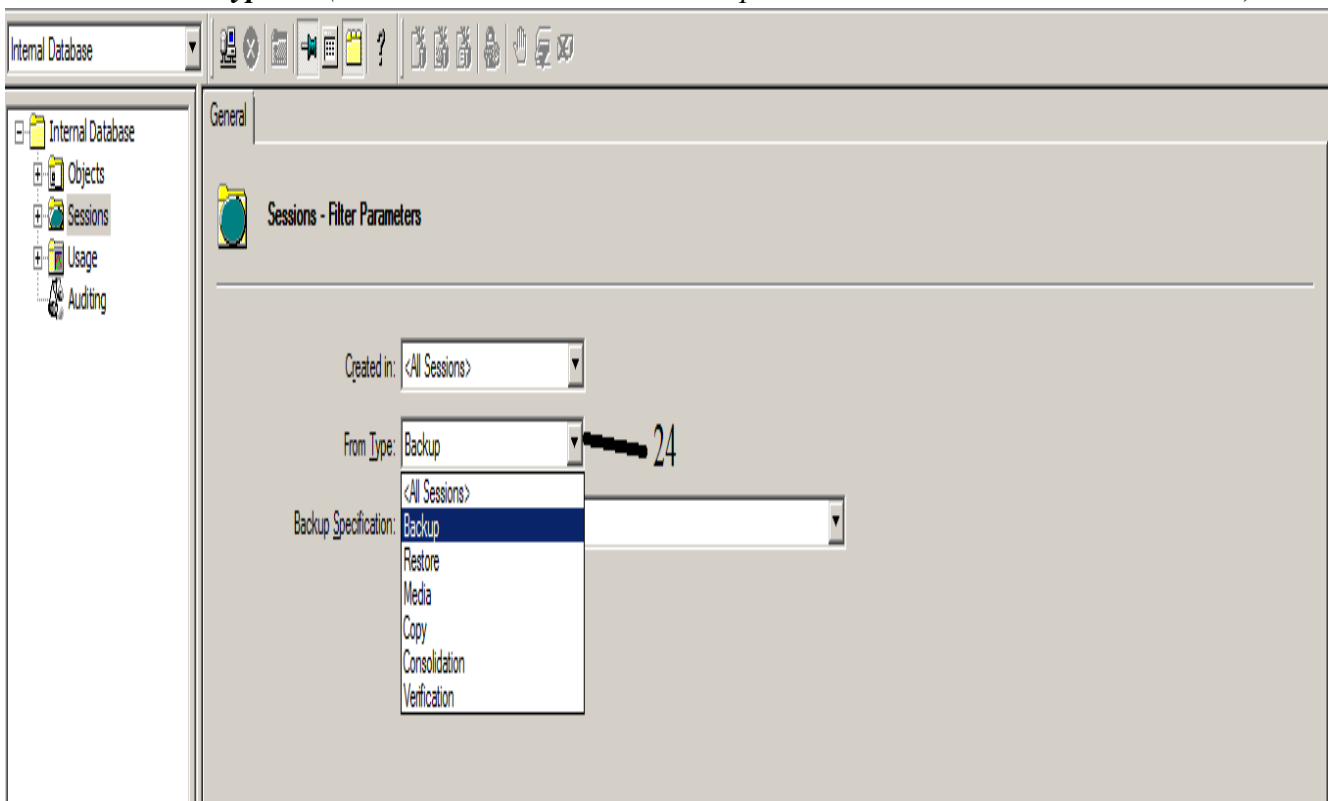 Internal Database
?
Internal Database
Objects
Sessions
Usage
Auditing
General
Sessions - Filter Parameters
Created in: <All Sessions>
From Type: Backup
24
<All Sessions>
Backup Specification: Backup
Restore
Media
Copy
Consolidation
Verification